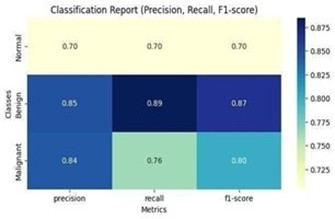 Classification Report (Precision, Recall, F1-score)
Normal
0.70 0.70 0.70
Benign
0.85 0.89 0.87
Malignant
0.84 0.76 0.80
Classes
precision recall f1-score
Metrics
0.875
0.850
0.825
0.800
0.775
0.750
0.725